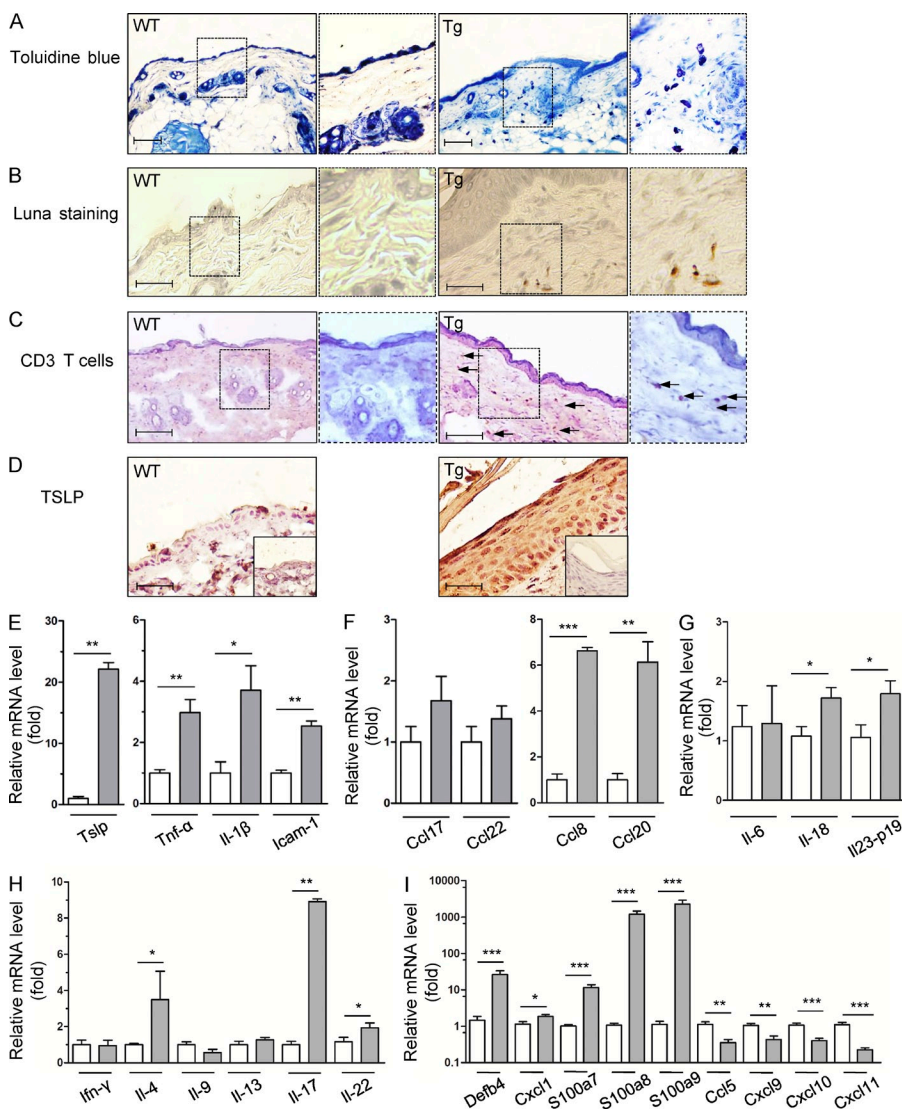 A
Toluidine blue
WT
Tg
B
Luna staining
WT
Tg
C
CD3 T cells
WT
Tg
D
TSLP
WT
Tg
E
Relative mRNA level
(fold)
30
20
10
0
**
Tslp
6
4
2
0
**
*
**
Tnf-α
Il-1β
Icam-1
F
Relative mRNA level
(fold)
3
2
1
0
Ccl17
Ccl22
8
6
4
2
0
***
**
Ccl8
Ccl20
G
Relative mRNA level
(fold)
3
2
1
0
*
*
Il-6
Il-18
Il23-p19
H
Relative mRNA level
(fold)
10
8
6
4
2
0
*
**
*
Ifn-γ
Il-4
Il-9
Il-13
Il-17
Il-22
I
Relative mRNA level
(fold)
10000
1000
100
10
1
0.1
***
*
***
***
***
**
**
***
***
Defb4
Cxcl1
S100a7
S100a8
S100a9
Ccl5
Cxcl9
Cxcl10
Cxcl11